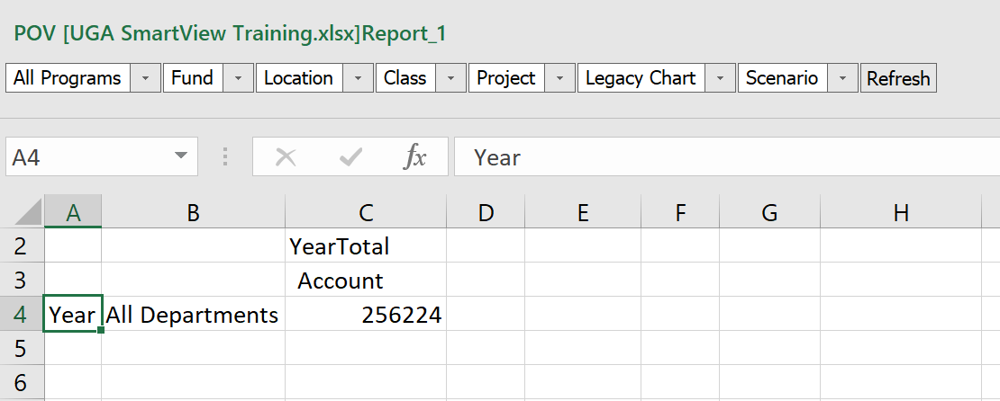 POV [UGA SmartView Training.xlsx]Report_1
All Programs Fund Location Class Project Legacy Chart Scenario Refresh
A4 fx Year
A B C D E F G H
2 YearTotal
3 Account
4 Year All Departments 256224
5
6